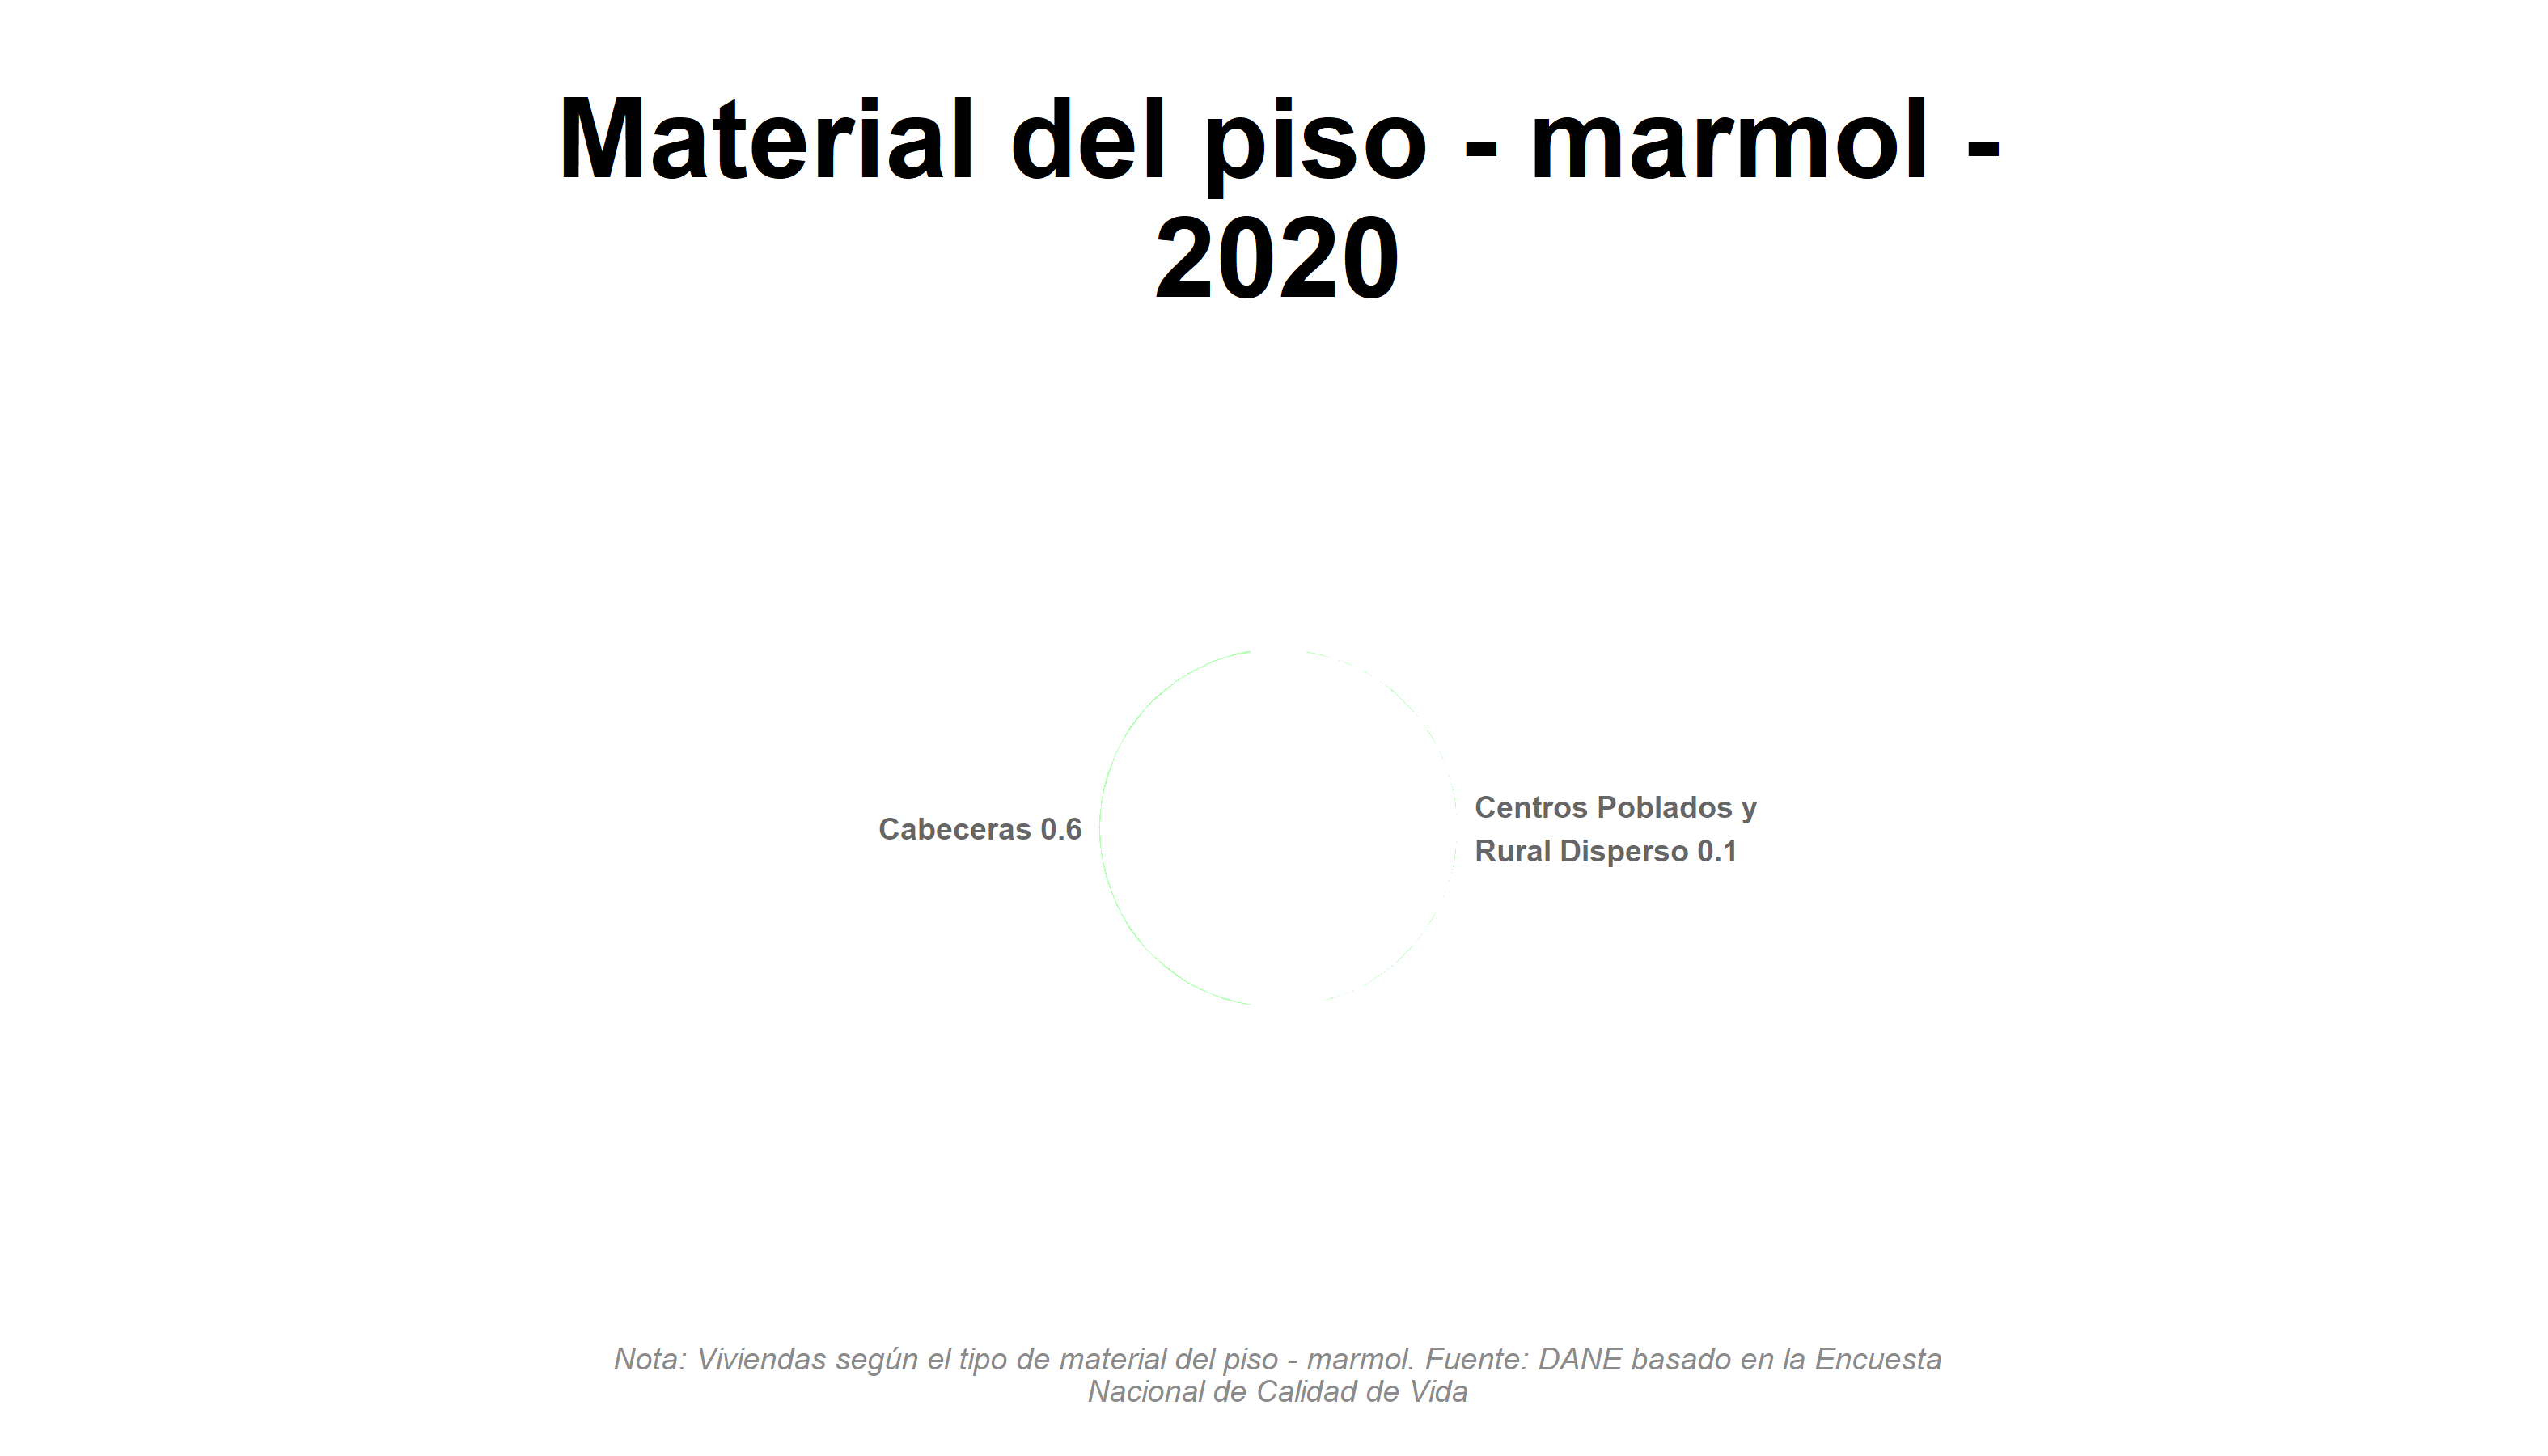 Material del piso - marmol -
2020
Cabeceras 0.6
Centros Poblados y
Rural Disperso 0.1
Nota: Viviendas según el tipo de material del piso - marmol. Fuente: DANE basado en la Encuesta
Nacional de Calidad de Vida